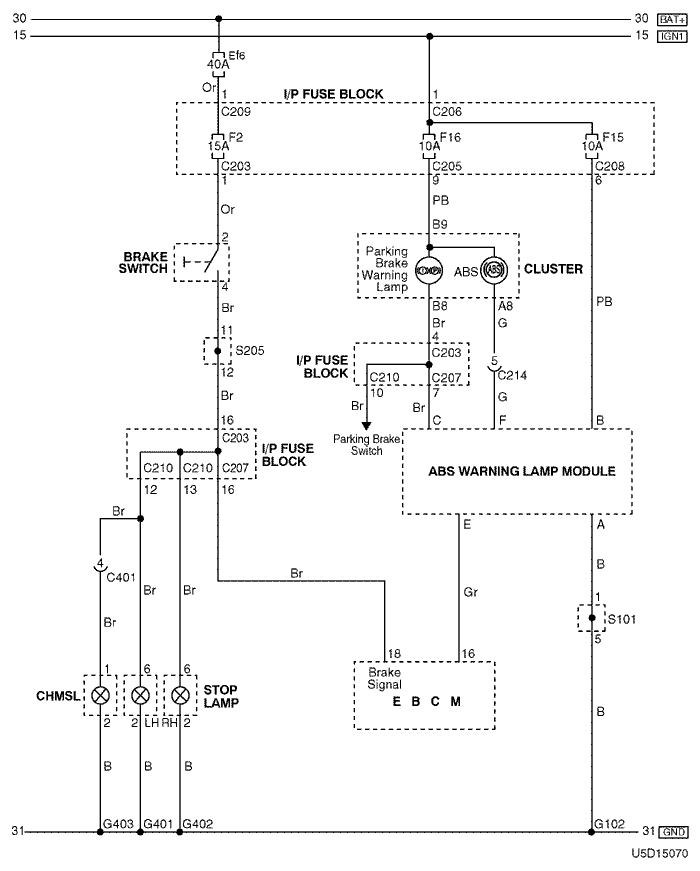 30 30 BAT+
15 15 IGN1
Ef6
40A
Or
1 I/P FUSE BLOCK 1
C209 C206
F2 F16 F15
15A 10A 10A
C203 C205 C208
1 9 6
Or PB
2 B9
BRAKE
SWITCH
Parking
Brake
Warning
Lamp
ABS ABS CLUSTER
4 B8 A8 PB
Br Br G
11 4
S205 I/P FUSE
BLOCK
C203 5
12 C210 C207 C214
10 7
Br Br Br G
16 C F B
Parking Brake
Switch
C203 I/P FUSE
BLOCK
C210 C210 C207
12 13 16
ABS WARNING LAMP MODULE
Br E A
4 B
C401 Br
Br Br Gr 1
Br S101
5
1 6 6 18 16
CHMSL STOP
LAMP
Brake
Signal
E B C M
2 2 LH RH 2
B
B B B
G403 G401 G402 G102
31 31 GND
U5D15070